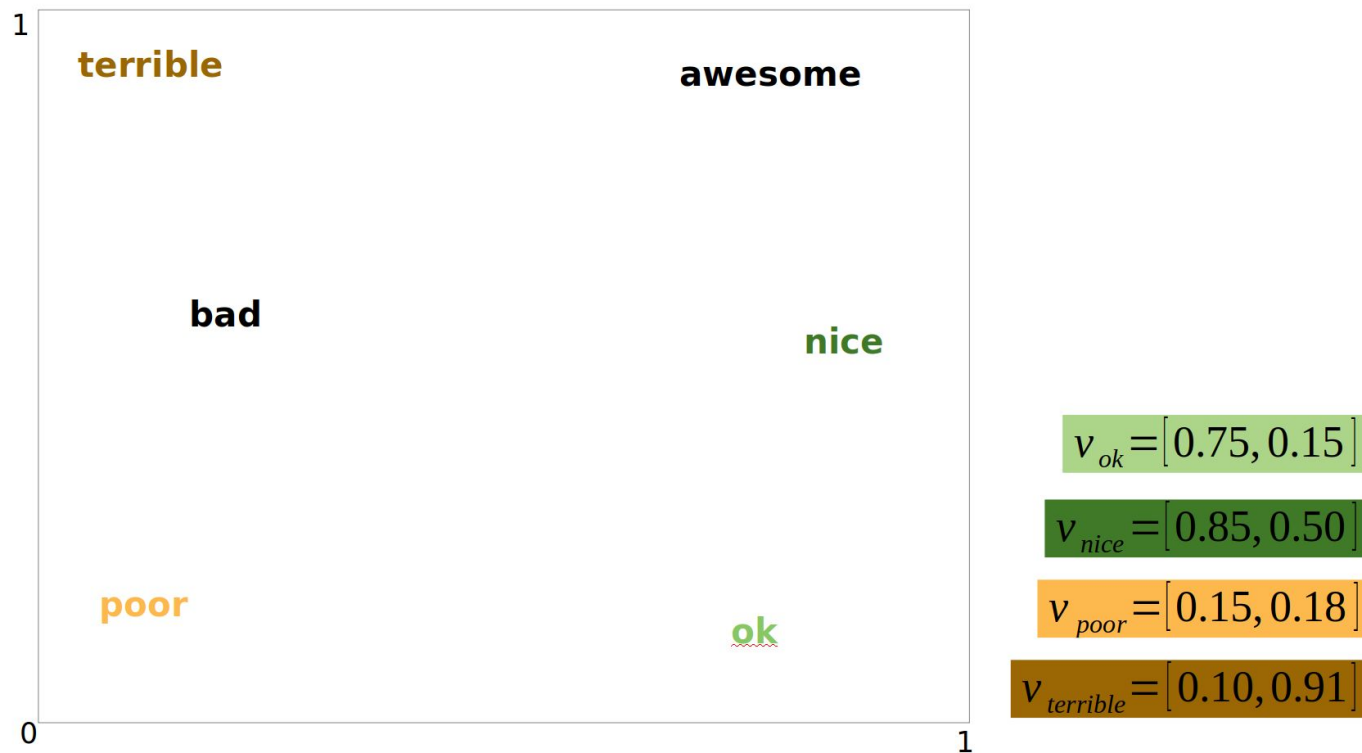 1
terrible
awesome
bad
nice
poor
ok
0
1
v_ok=[0.75,0.15]
v_nice=[0.85,0.50]
v_poor=[0.15,0.18]
v_terrible=[0.10,0.91]